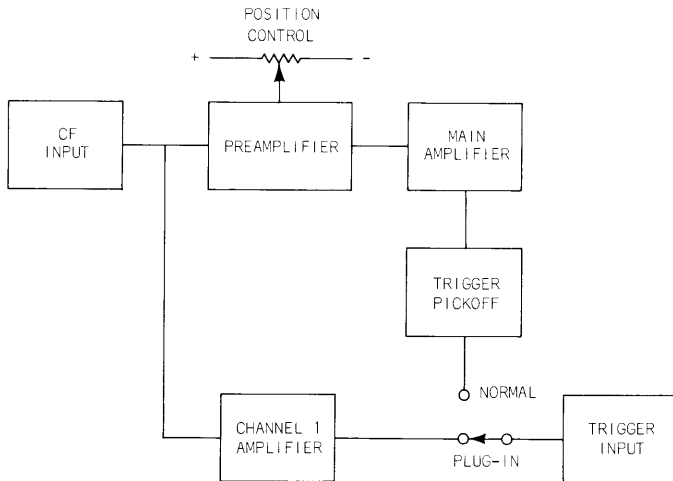 POSITION
CONTROL
+
-
CF
INPUT
PREAMPLIFIER
MAIN
AMPLIFIER
TRIGGER
PICKOFF
NORMAL
CHANNEL 1
AMPLIFIER
PLUG-IN
TRIGGER
INPUT